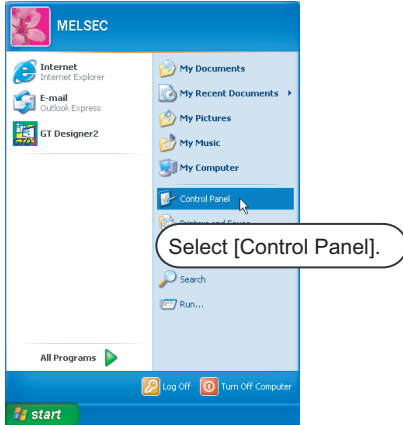 MELSEC
Internet
Internet Explorer
E-mail
Outlook Express
GT Designer2
My Documents
My Recent Documents
My Pictures
My Music
My Computer
Control Panel
Select [Control Panel].
Search
Run...
All Programs
Log Off
Turn Off Computer
start